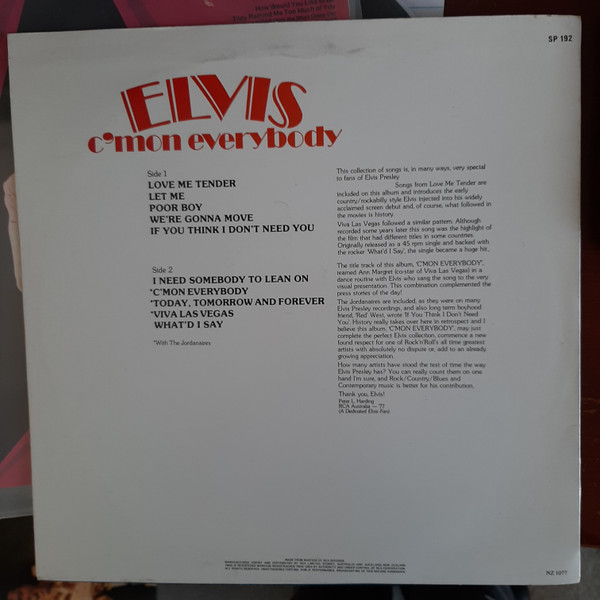 SP 192
ELVIS
c'mon everybody
Side 1
LOVE ME TENDER
LET ME
POOR BOY
WE'RE GONNA MOVE
IF YOU THINK I DON'T NEED YOU
Side 2
I NEED SOMEBODY TO LEAN ON
*C'MON EVERYBODY
*TODAY, TOMORROW AND FOREVER
*VIVA LAS VEGAS
WHAT'D I SAY
*With The Jordanaires
This collection of songs is, in many ways, very special
to fans of Elvis Presley
Songs from Love Me Tender are
included on this album and introduces the early
country/rockabilly style Elvis injected into his widely
acclaimed screen debut and, of course, what followed in
the movies is history.
Viva Las Vegas followed a similar pattern. Although
recorded some years later this song was the highlight of
the film that had different titles in some countries.
Originally released as a 45 rpm single and backed with
the rocker 'What'd I Say', the single became a huge hit.
The title track of this album, 'C'MON EVERYBODY',
teamed Ann Margret (co-star of Viva Las Vegas) in a
dance routine with Elvis who sang the song to the very
visual presentation. This combination complemented the
press stories of the day!
The Jordanaires are included, as they were on many
Elvis Presley recordings, and also long term boyhood
friend, 'Red' West, wrote 'If You Think I Don't Need
You'. History really takes over here in retrospect and I
believe this album, 'C'MON EVERYBODY', may just
complete the perfect Elvis collection, commence a new
found respect for one of Rock'n'Roll's all time greatest
artists with absolutely no dispute or, add to an already
growing appreciation.
How many artists have stood the test of time the way
Elvis Presley has? You can really count them on one
hand I'm sure, and Rock/Country/Blues and
Contemporary music is better for his contribution.
Thank you, Elvis!
Peter L. Harding
RCA Australia — '77
(A Dedicated Elvis Fan)
NZ 1077